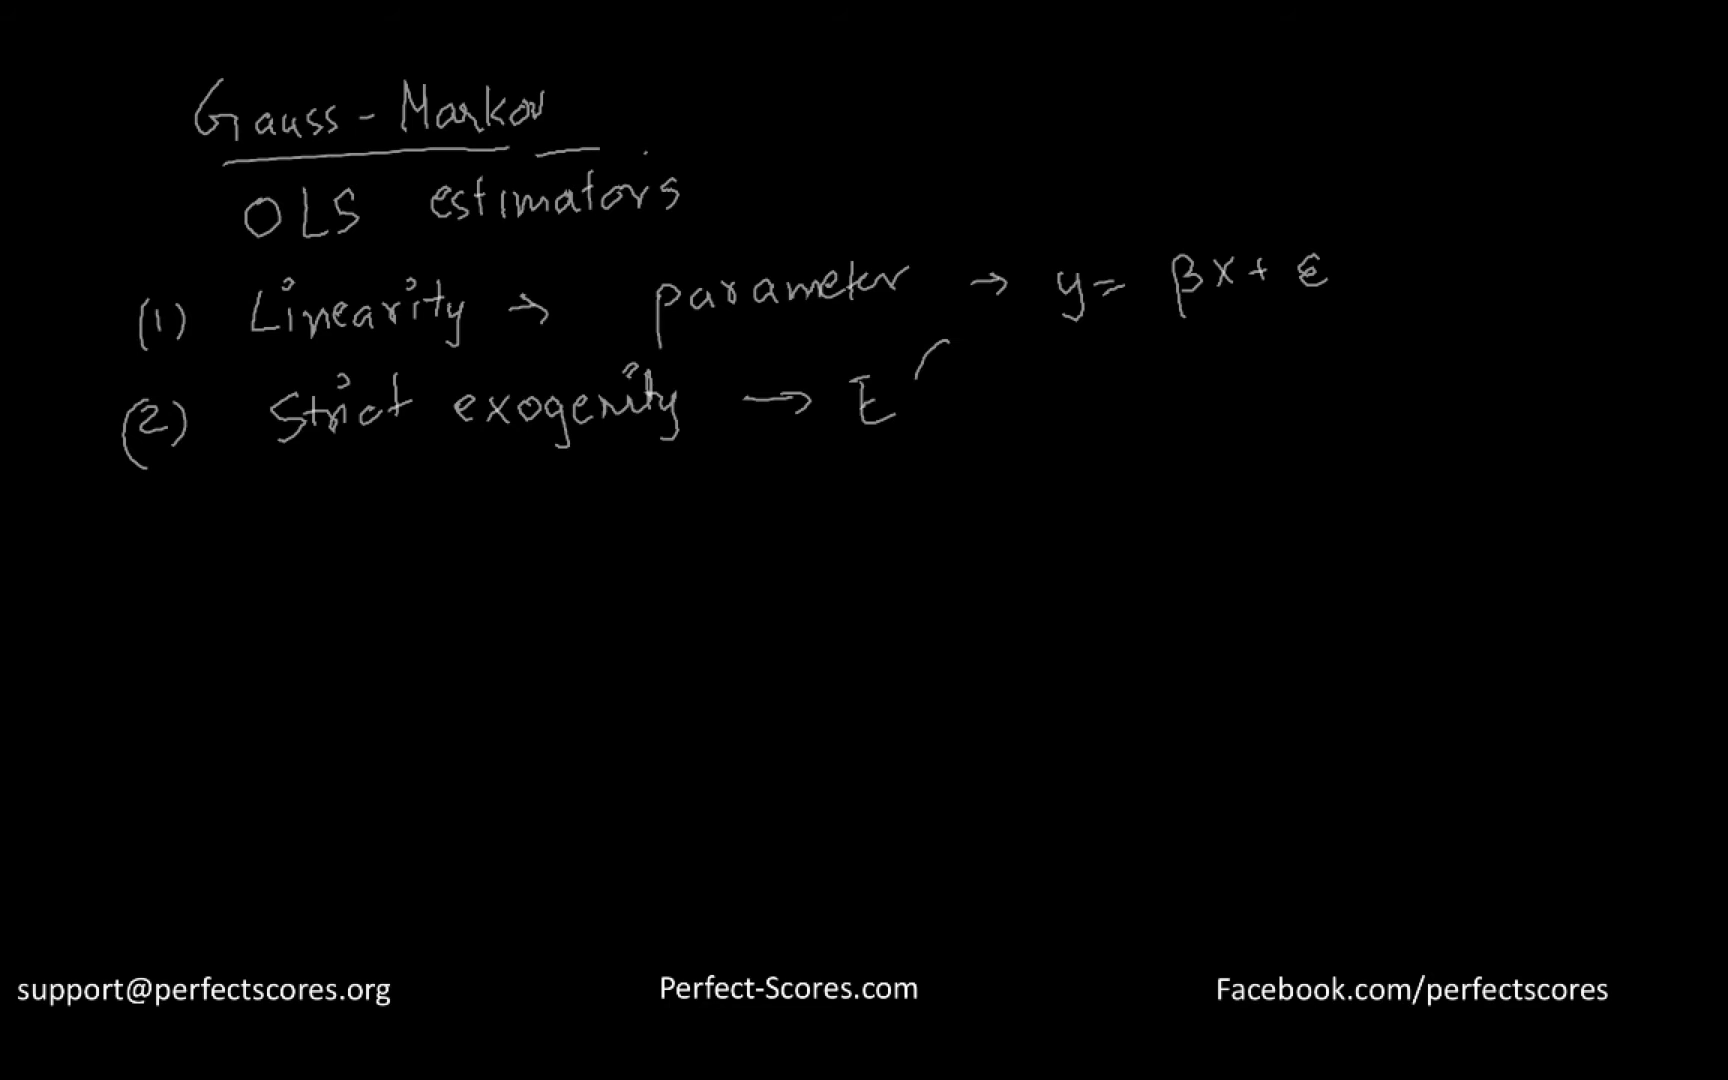 Gauss - Markov
OLS estimators
(1) Linearity → parameter → y = βx + ε
(2) Strict exogenity → E (
support@perfectscores.org Perfect-Scores.com Facebook.com/perfectscores